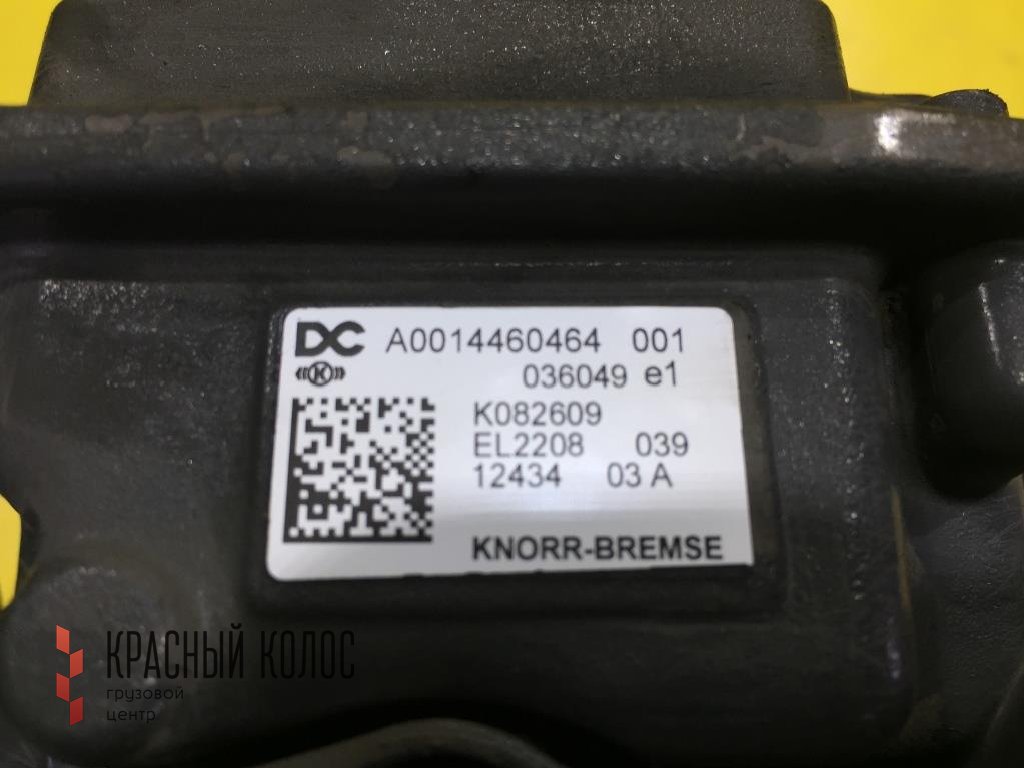 DC A0014460464 001
036049 e1
((K))
K082609
EL2208 039
12434 03 A
KNORR-BREMSE
КРАСНЫЙ КОЛОС
грузовой
центр